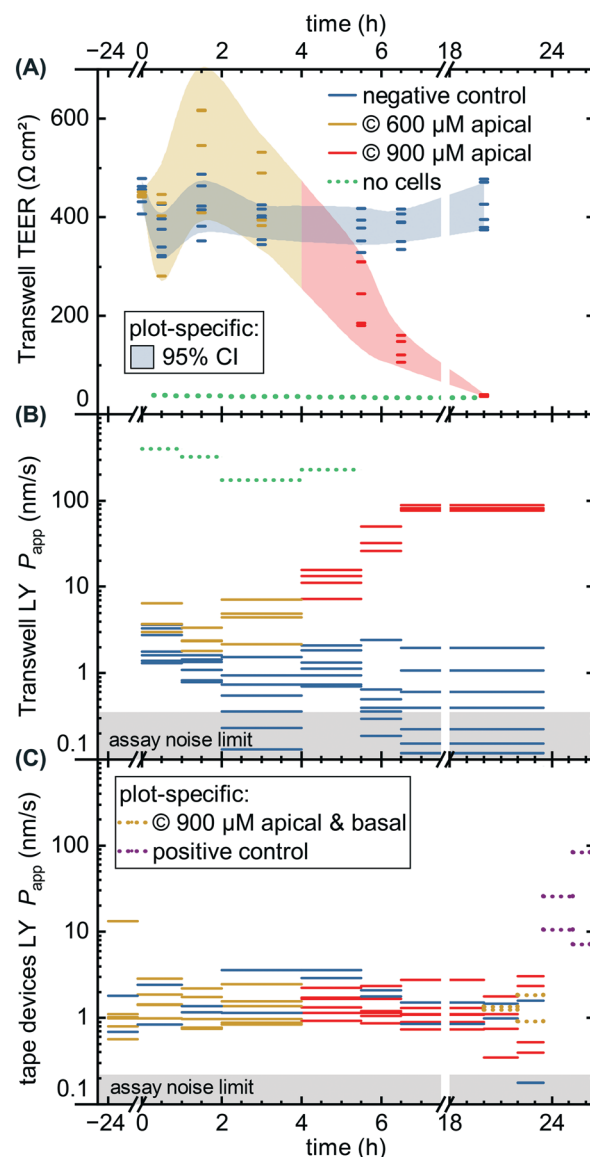 time (h)
−24 0 2 4 6 18 24
(A)
600
400
200
0
Transwell TEER (Ω cm²)
negative control
© 600 μM apical
© 900 μM apical
no cells
plot-specific:
95% CI
(B)
100
10
1
0.1
Transwell LY Papp (nm/s)
assay noise limit
(C)
plot-specific:
© 900 μM apical & basal
positive control
100
10
1
0.1
tape devices LY Papp (nm/s)
assay noise limit
−24 0 2 4 6 18 24
time (h)